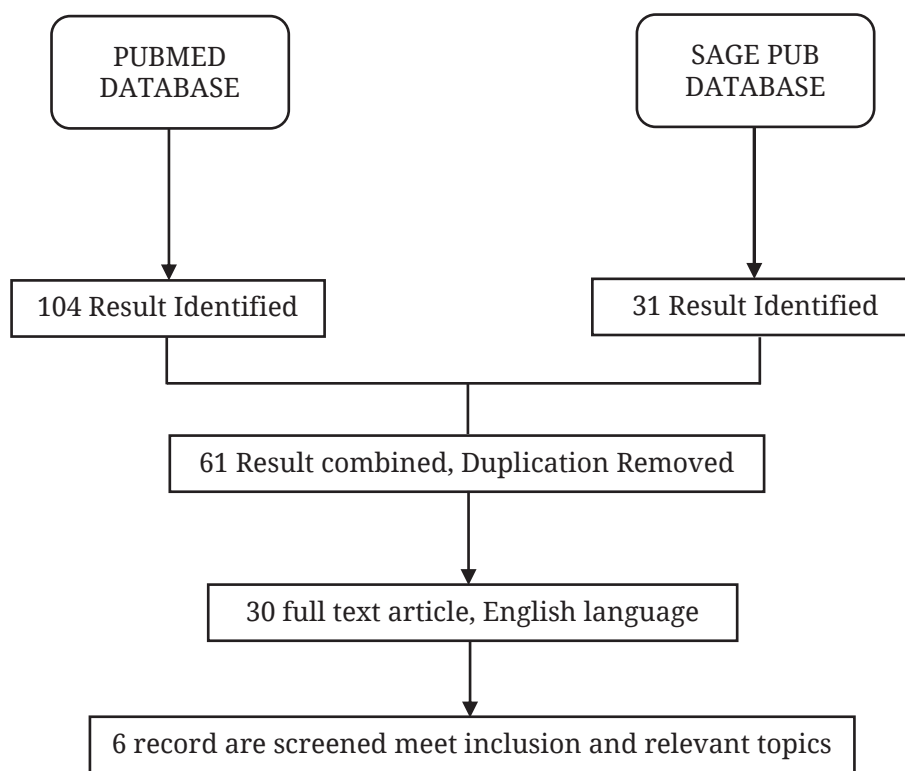 PUBMED
DATABASE
SAGE PUB
DATABASE
104 Result Identified
31 Result Identified
61 Result combined, Duplication Removed
30 full text article, English language
6 record are screened meet inclusion and relevant topics